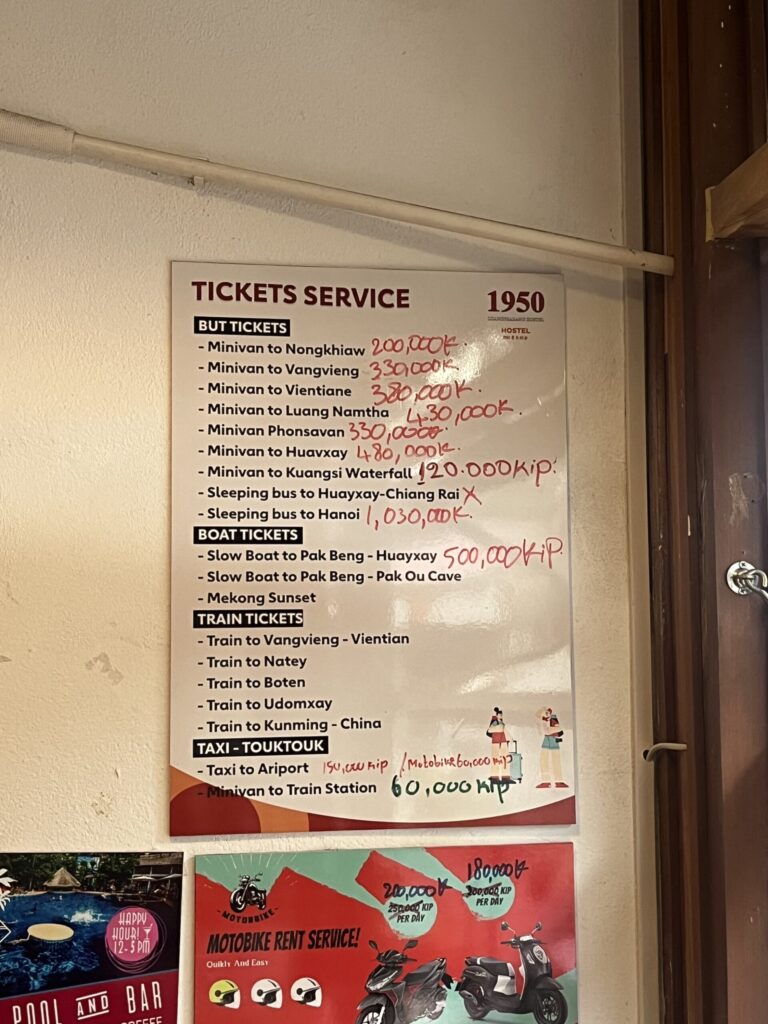 TICKETS SERVICE
1950
HOSTEL
BUT TICKETS
- Minivan to Nongkhiaw 200,000K.
- Minivan to Vangvieng 330,000K.
- Minivan to Vientiane 380,000K.
- Minivan to Luang Namtha 430,000K.
- Minivan Phonsavan 330,000K.
- Minivan to Huavxay 480,000K.
- Minivan to Kuangsi Waterfall 120.000Kip.
- Sleeping bus to Huayxay-Chiang Rai X
- Sleeping bus to Hanoi 1,030,000K.
BOAT TICKETS
- Slow Boat to Pak Beng - Huayxay 500,000KiP.
- Slow Boat to Pak Beng - Pak Ou Cave
- Mekong Sunset
TRAIN TICKETS
- Train to Vangvieng - Vientian
- Train to Natey
- Train to Boten
- Train to Udomxay
- Train to Kunming - China
TAXI - TOUKTOUK
- Taxi to Ariport 150,000 Kip / Motobike 60,000 Kip
- Minivan to Train Station 60,000 Kip
HAPPY
HOUR!
12-5 PM
POOL AND BAR
COFFEE
MOTOBIKE
MOTOBIKE RENT SERVICE!
Quikly And Easy
200,000K
250,000 KIP
PER DAY
180,000K
300,000 KIP
PER DAY